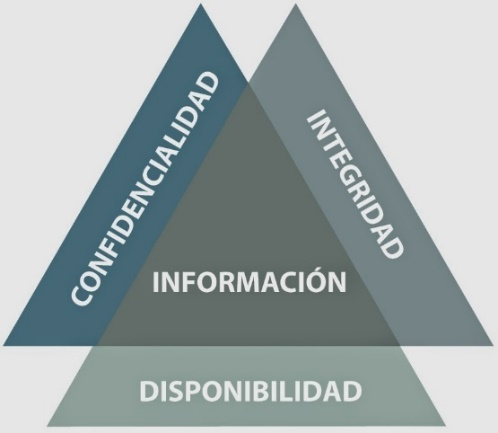 CONFIDENCIALIDAD
INTEGRIDAD
INFORMACIÓN
DISPONIBILIDAD